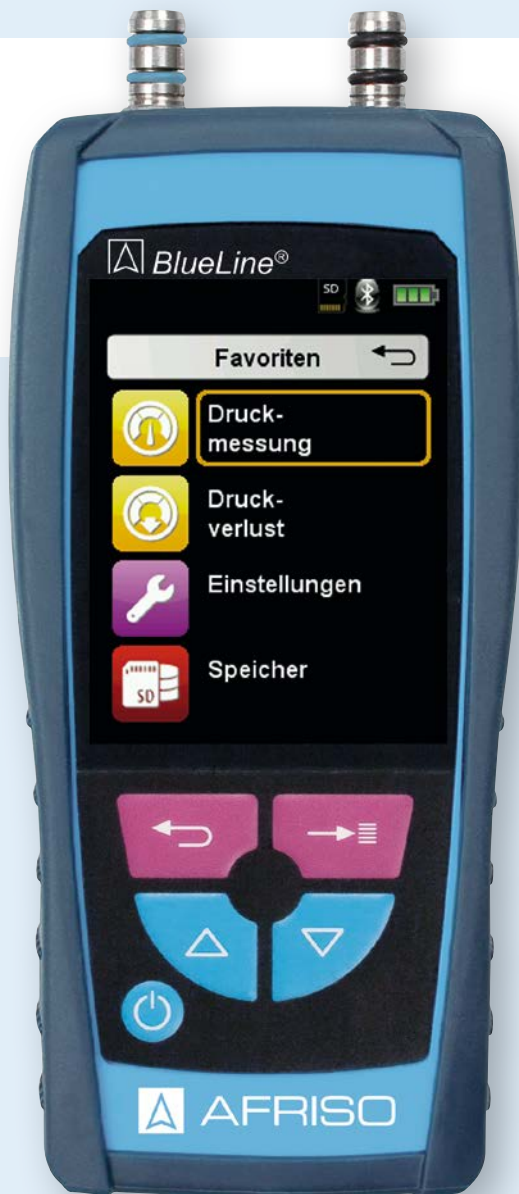 BlueLine®
SD
Favoriten
Druck-
messung
Druck-
verlust
Einstellungen
SD
Speicher
AFRISO